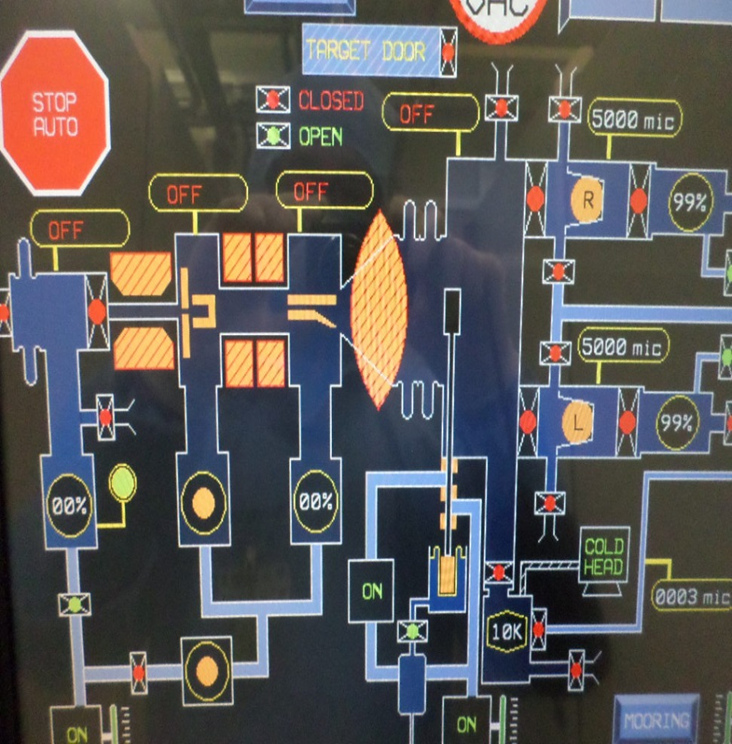 VAC
TARGET DOOR
STOP
AUTO
CLOSED
OPEN
OFF
5000 mic
OFF
OFF
R
99%
OFF
5000 mic
L
99%
00%
00%
COLD
HEAD
ON
0003 mic
10K
ON
ON
MOORING